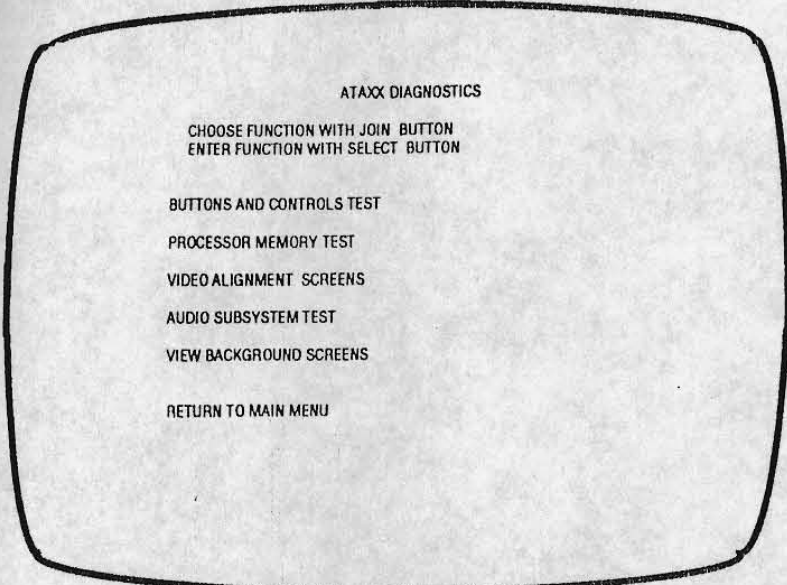 ATAXX DIAGNOSTICS
CHOOSE FUNCTION WITH JOIN BUTTON
ENTER FUNCTION WITH SELECT BUTTON
BUTTONS AND CONTROLS TEST
PROCESSOR MEMORY TEST
VIDEO ALIGNMENT SCREENS
AUDIO SUBSYSTEM TEST
VIEW BACKGROUND SCREENS
RETURN TO MAIN MENU